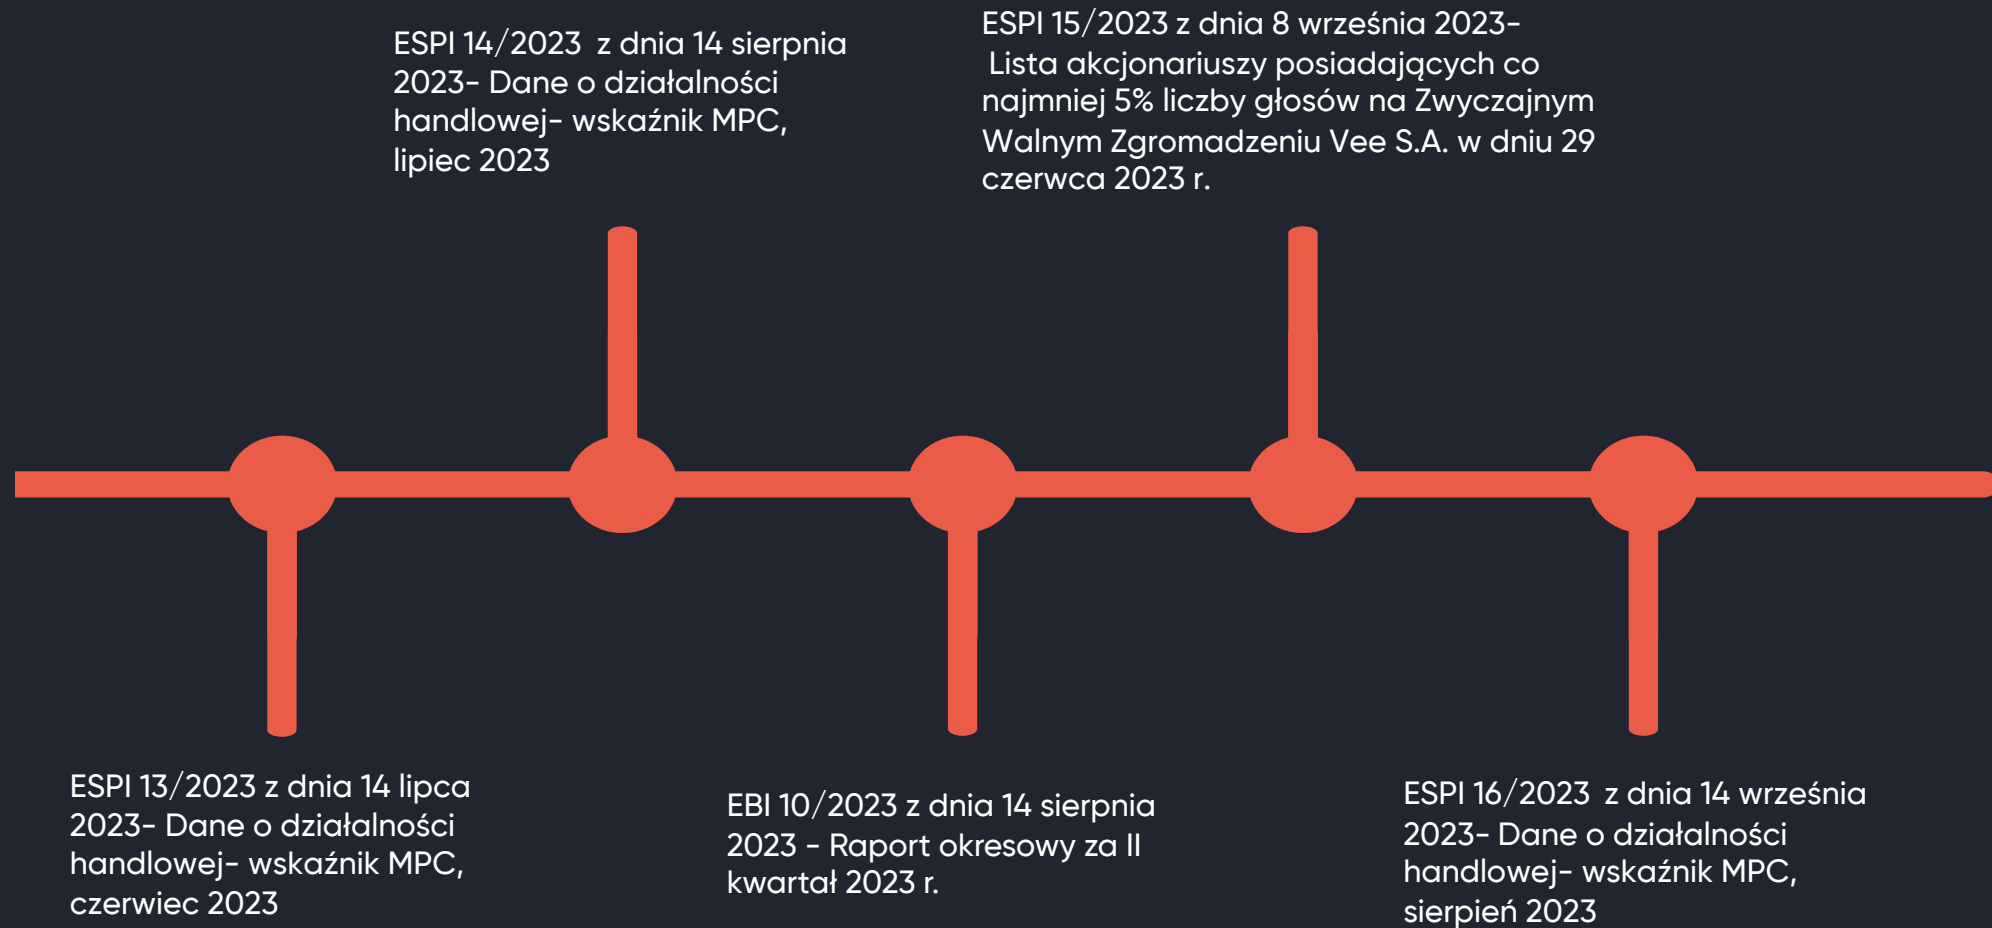 ESPI 14/2023 z dnia 14 sierpnia
2023- Dane o działalności
handlowej- wskaźnik MPC,
lipiec 2023
ESPI 15/2023 z dnia 8 września 2023-
Lista akcjonariuszy posiadających co
najmniej 5% liczby głosów na Zwyczajnym
Walnym Zgromadzeniu Vee S.A. w dniu 29
czerwca 2023 r.
ESPI 13/2023 z dnia 14 lipca
2023- Dane o działalności
handlowej- wskaźnik MPC,
czerwiec 2023
EBI 10/2023 z dnia 14 sierpnia
2023 - Raport okresowy za II
kwartał 2023 r.
ESPI 16/2023 z dnia 14 września
2023- Dane o działalności
handlowej- wskaźnik MPC,
sierpień 2023